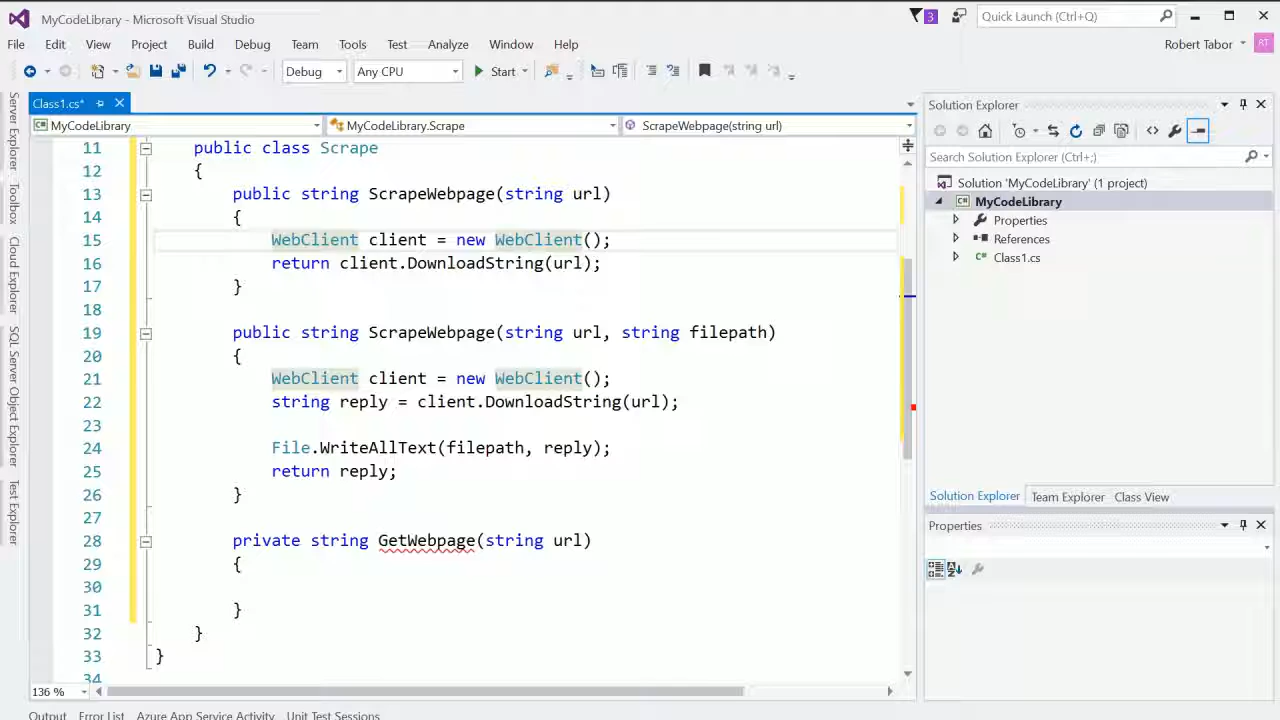 MyCodeLibrary - Microsoft Visual Studio
3
Quick Launch (Ctrl+Q)
File Edit View Project Build Debug Team Tools Test Analyze Window Help
Robert Tabor RT
Debug Any CPU Start
Class1.cs*
MyCodeLibrary MyCodeLibrary.Scrape ScrapeWebpage(string url)
Server Explorer
Toolbox
Cloud Explorer
SQL Server Object Explorer
Test Explorer
11 public class Scrape
12 {
13 public string ScrapeWebpage(string url)
14 {
15 WebClient client = new WebClient();
16 return client.DownloadString(url);
17 }
18
19 public string ScrapeWebpage(string url, string filepath)
20 {
21 WebClient client = new WebClient();
22 string reply = client.DownloadString(url);
23
24 File.WriteAllText(filepath, reply);
25 return reply;
26 }
27
28 private string GetWebpage(string url)
29 {
30
31 }
32 }
33 }
34
136 %
Solution Explorer
Search Solution Explorer (Ctrl+;)
Solution 'MyCodeLibrary' (1 project)
C# MyCodeLibrary
Properties
References
C# Class1.cs
Solution Explorer Team Explorer Class View
Properties
Output Error List Azure App Service Activity Unit Test Sessions